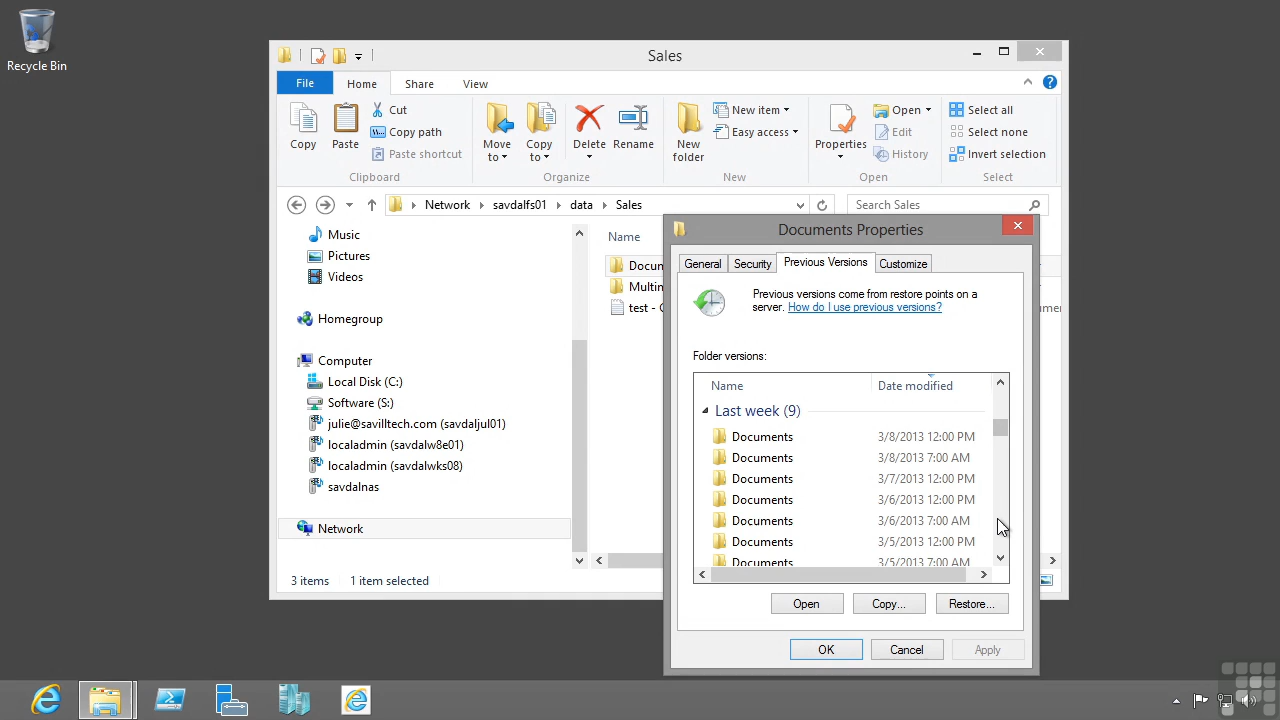 Recycle Bin
Sales
File Home Share View
Copy
Paste
Cut
Copy path
Paste shortcut
Clipboard
Move to
Copy to
Delete
Rename
Organize
New folder
New item
Easy access
New
Properties
Open
Edit
History
Open
Select all
Select none
Invert selection
Select
Network savdalfs01 data Sales
Search Sales
Music
Pictures
Videos
Homegroup
Computer
Local Disk (C:)
Software (S:)
julie@savilltech.com (savdaljul01)
localadmin (savdalw8e01)
localadmin (savdalwks08)
savdalnas
Network
Name
3 items 1 item selected
Documents Properties
General Security Previous Versions Customize
Previous versions come from restore points on a
server. How do I use previous versions?
Folder versions:
Name Date modified
Last week (9)
Documents 3/8/2013 12:00 PM
Documents 3/8/2013 7:00 AM
Documents 3/7/2013 12:00 PM
Documents 3/6/2013 12:00 PM
Documents 3/6/2013 7:00 AM
Documents 3/5/2013 12:00 PM
Documents 3/5/2013 7:00 AM
Open Copy... Restore...
OK Cancel Apply